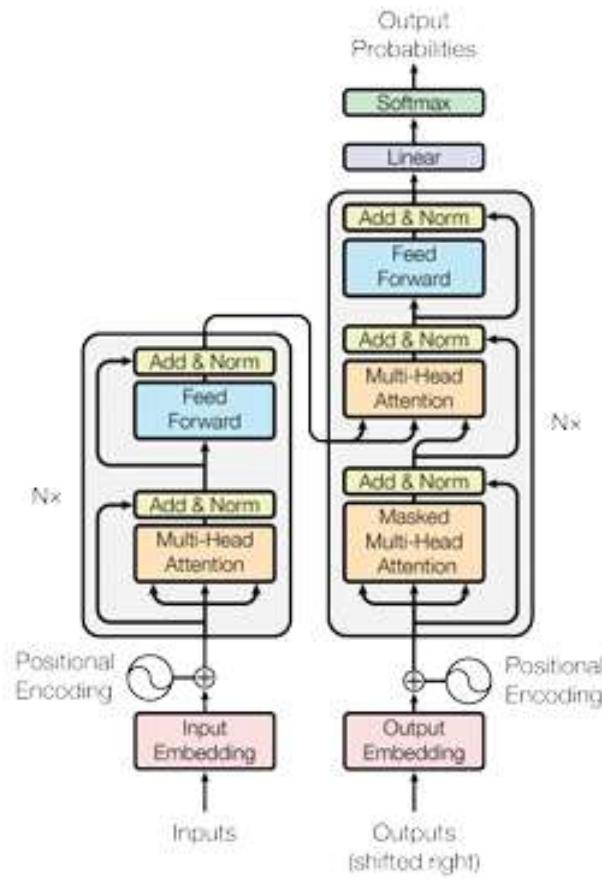 Output
Probabilities
Softmax
Linear
Add & Norm
Feed
Forward
Add & Norm
Multi-Head
Attention
Add & Norm
Masked
Multi-Head
Attention
Nx
Add & Norm
Feed
Forward
Nx
Add & Norm
Multi-Head
Attention
Positional
Encoding
Positional
Encoding
Input
Embedding
Output
Embedding
Inputs
Outputs
(shifted right)